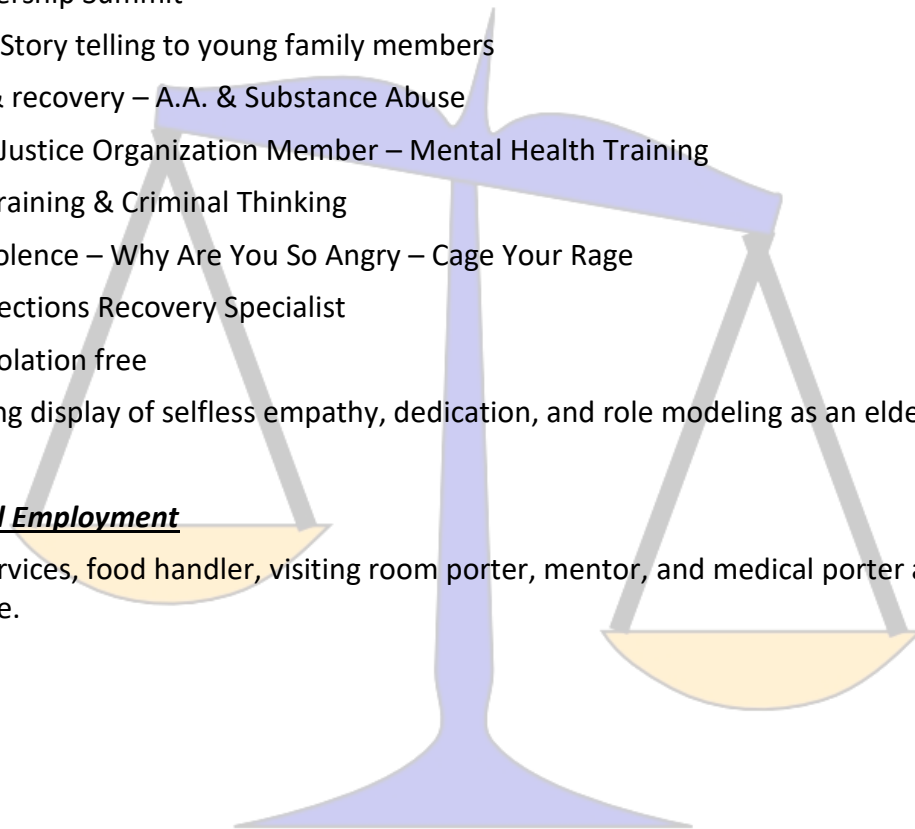 ership Summit
Story telling to young family members
& recovery – A.A. & Substance Abuse
Justice Organization Member – Mental Health Training
raining & Criminal Thinking
olence – Why Are You So Angry – Cage Your Rage
ections Recovery Specialist
olation free
ng display of selfless empathy, dedication, and role modeling as an elde
l Employment
rvices, food handler, visiting room porter, mentor, and medical porter a
e.